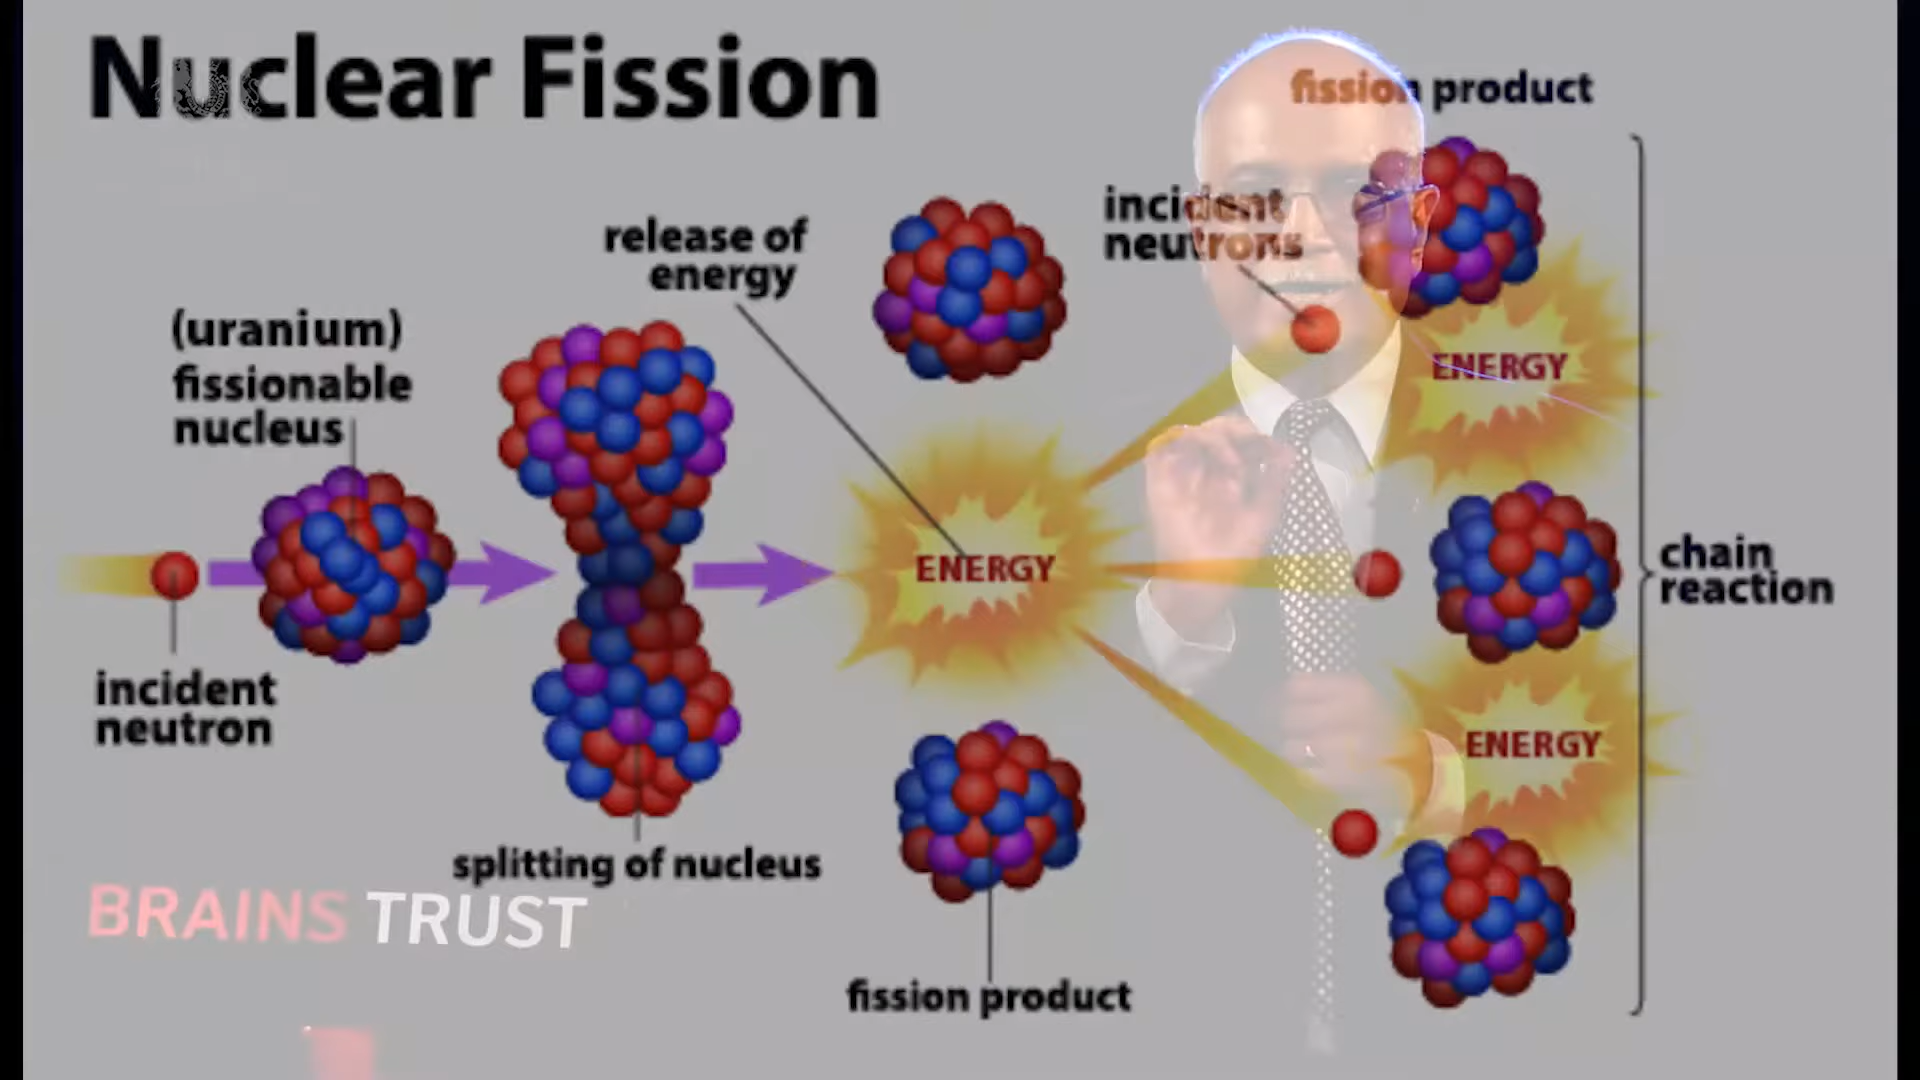 Nuclear Fission
fission product
incident
neutrons
release of
energy
(uranium)
fissionable
nucleus
ENERGY
ENERGY
chain
reaction
incident
neutron
ENERGY
splitting of nucleus
BRAINS TRUST
fission product